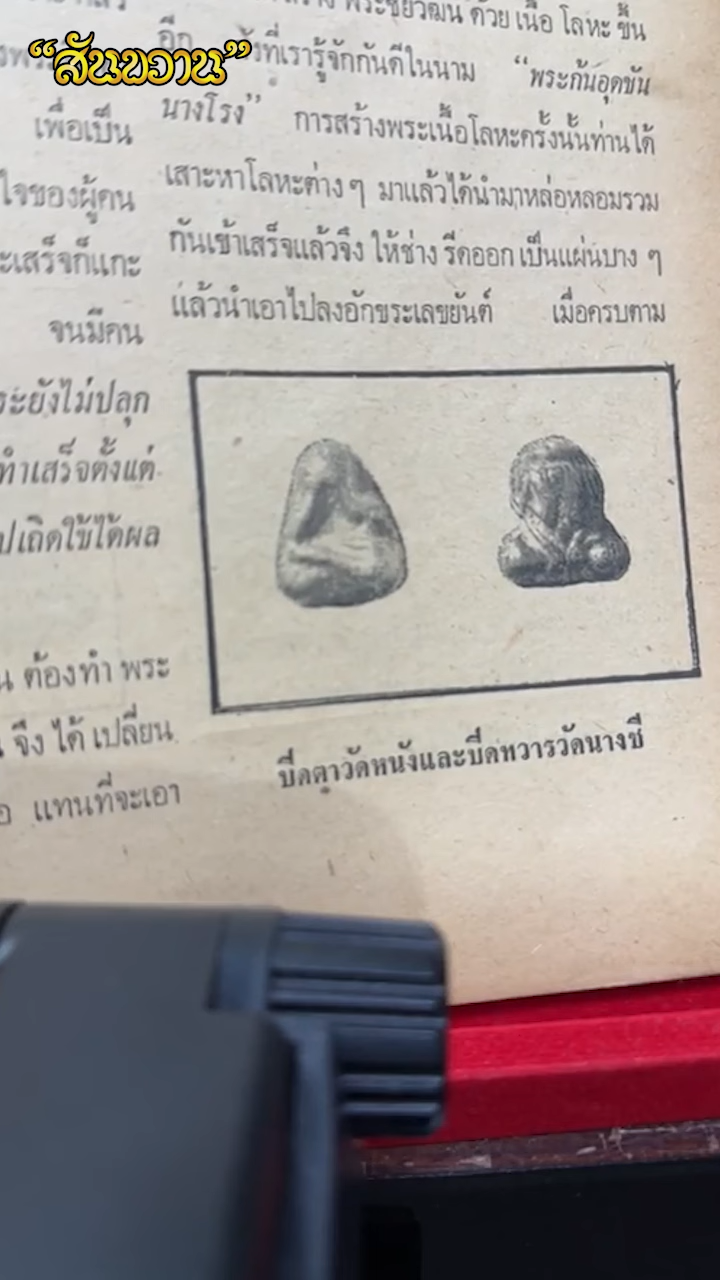 “สันขวาน”
เพื่อเป็น
ใจของผู้คน
ะเสร็จก็แกะ
จนมีคน
ระยังไม่ปลุก
ทำเสร็จตั้งแต่
ปเถิดใช้ได้ผล
น ต้องทำ พระ
จึง ได้ เปลี่ยน
อ แทนที่จะเอา
พระชัยวัฒน์ ด้วย เนื้อ โลหะ ขึ้น
อีก ที่เรารู้จักกันดีในนาม “พระก้นอุดชัน
นางโรง” การสร้างพระเนื้อโลหะครั้งนั้นท่านได้
เสาะหาโลหะต่าง ๆ มาแล้วได้นำมาหล่อหลอมรวม
กันเข้าเสร็จแล้วจึง ให้ช่าง รีดออก เป็นแผ่นบาง ๆ
แล้วนำเอาไปลงอักขระเลขยันต์ เมื่อครบตาม
ปิดตาวัดหนังและปิดทวารวัดนางชี